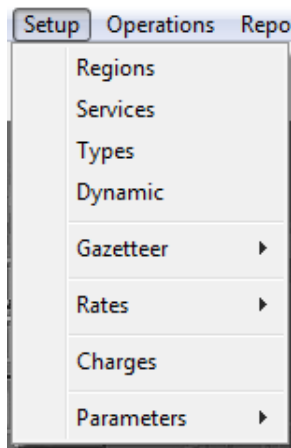 Setup Operations Repo
Regions
Services
Types
Dynamic
Gazetteer
Rates
Charges
Parameters